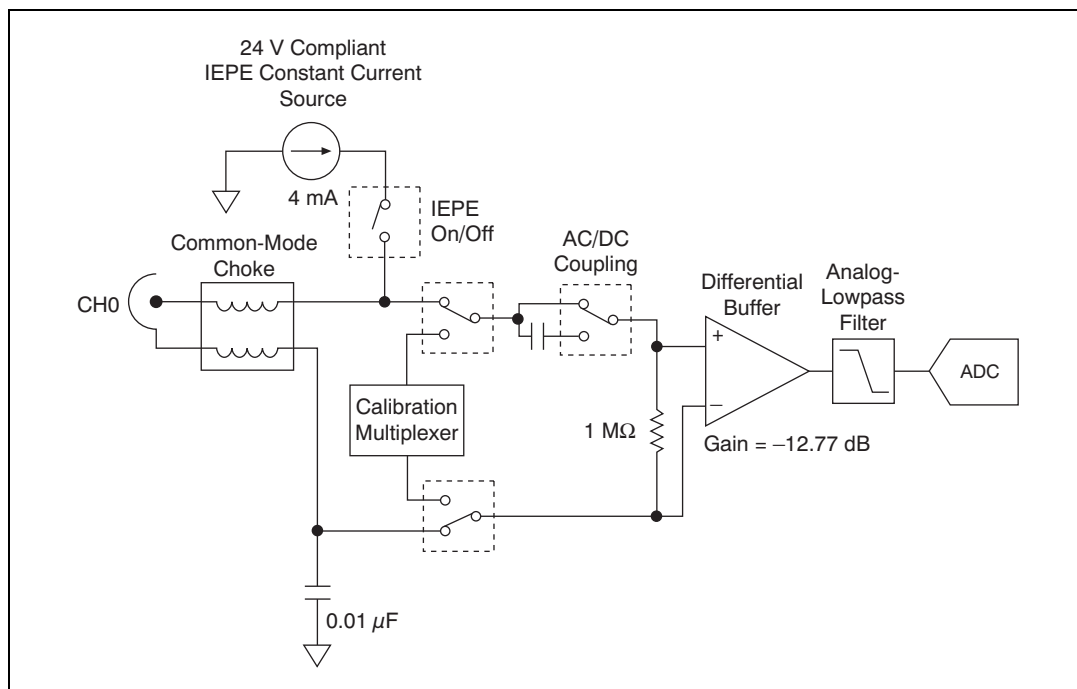 24 V Compliant
IEPE Constant Current
Source
4 mA
IEPE
On/Off
Common-Mode
Choke
CH0
AC/DC
Coupling
Differential
Buffer
Analog-
Lowpass
Filter
+
−
ADC
Calibration
Multiplexer
1 MΩ
Gain = −12.77 dB
0.01 µF